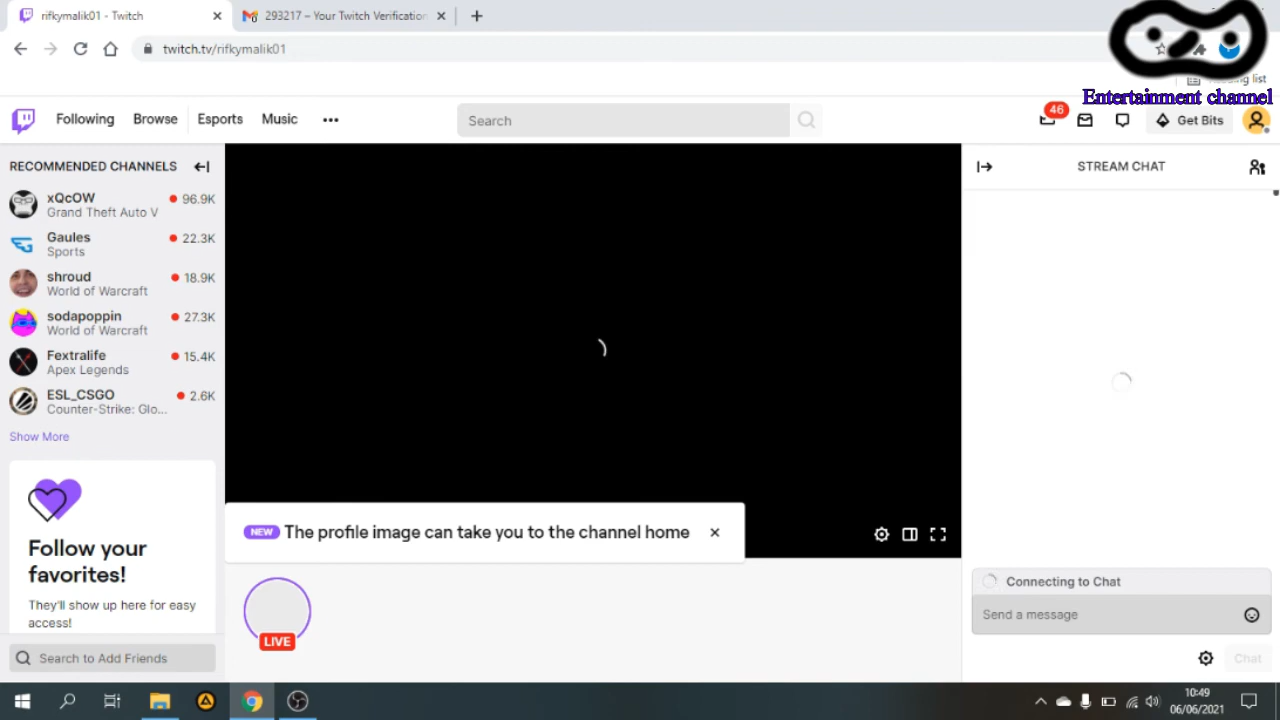 rifkymalik01 - Twitch
293217 – Your Twitch Verification
twitch.tv/rifkymalik01
list
Entertainment channel
Following
Browse
Esports
Music
Search
46
Get Bits
RECOMMENDED CHANNELS
xQcOW
96.9K
Grand Theft Auto V
Gaules
22.3K
Sports
shroud
18.9K
World of Warcraft
sodapoppin
27.3K
World of Warcraft
Fextralife
15.4K
Apex Legends
ESL_CSGO
2.6K
Counter-Strike: Glo...
Show More
Follow your
favorites!
They'll show up here for easy
access!
Search to Add Friends
NEW The profile image can take you to the channel home
LIVE
STREAM CHAT
Connecting to Chat
Send a message
Chat
10:49
06/06/2021